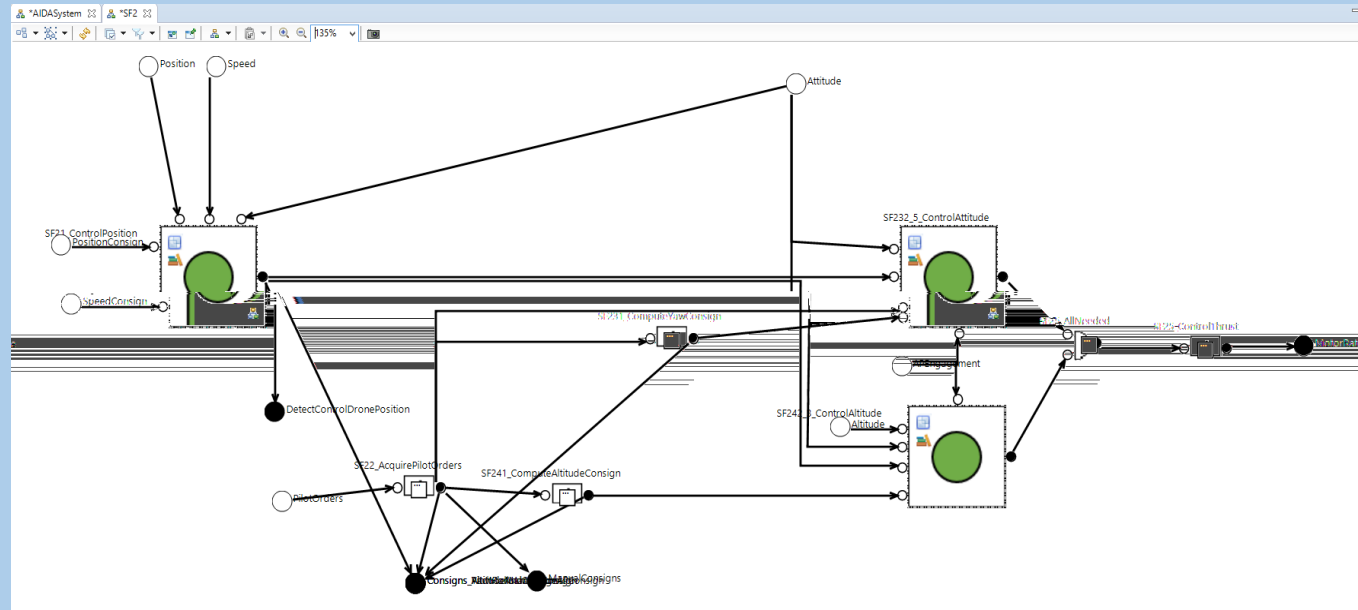 *AIDASystem
*SF2
135%
Position
Speed
Attitude
SF21_ControlPosition
PositionConsign
SpeedConsign
SF232_5_ControlAttitude
SF231_ComputeYawConsign
AllNeeded
SF25_ControlThrust
APEngagement
DetectControlDronePosition
SF242_3_ControlAltitude
Altitude
SF22_AcquirePilotOrders
SF241_ComputeAltitudeConsign
PilotOrders
Consigns_